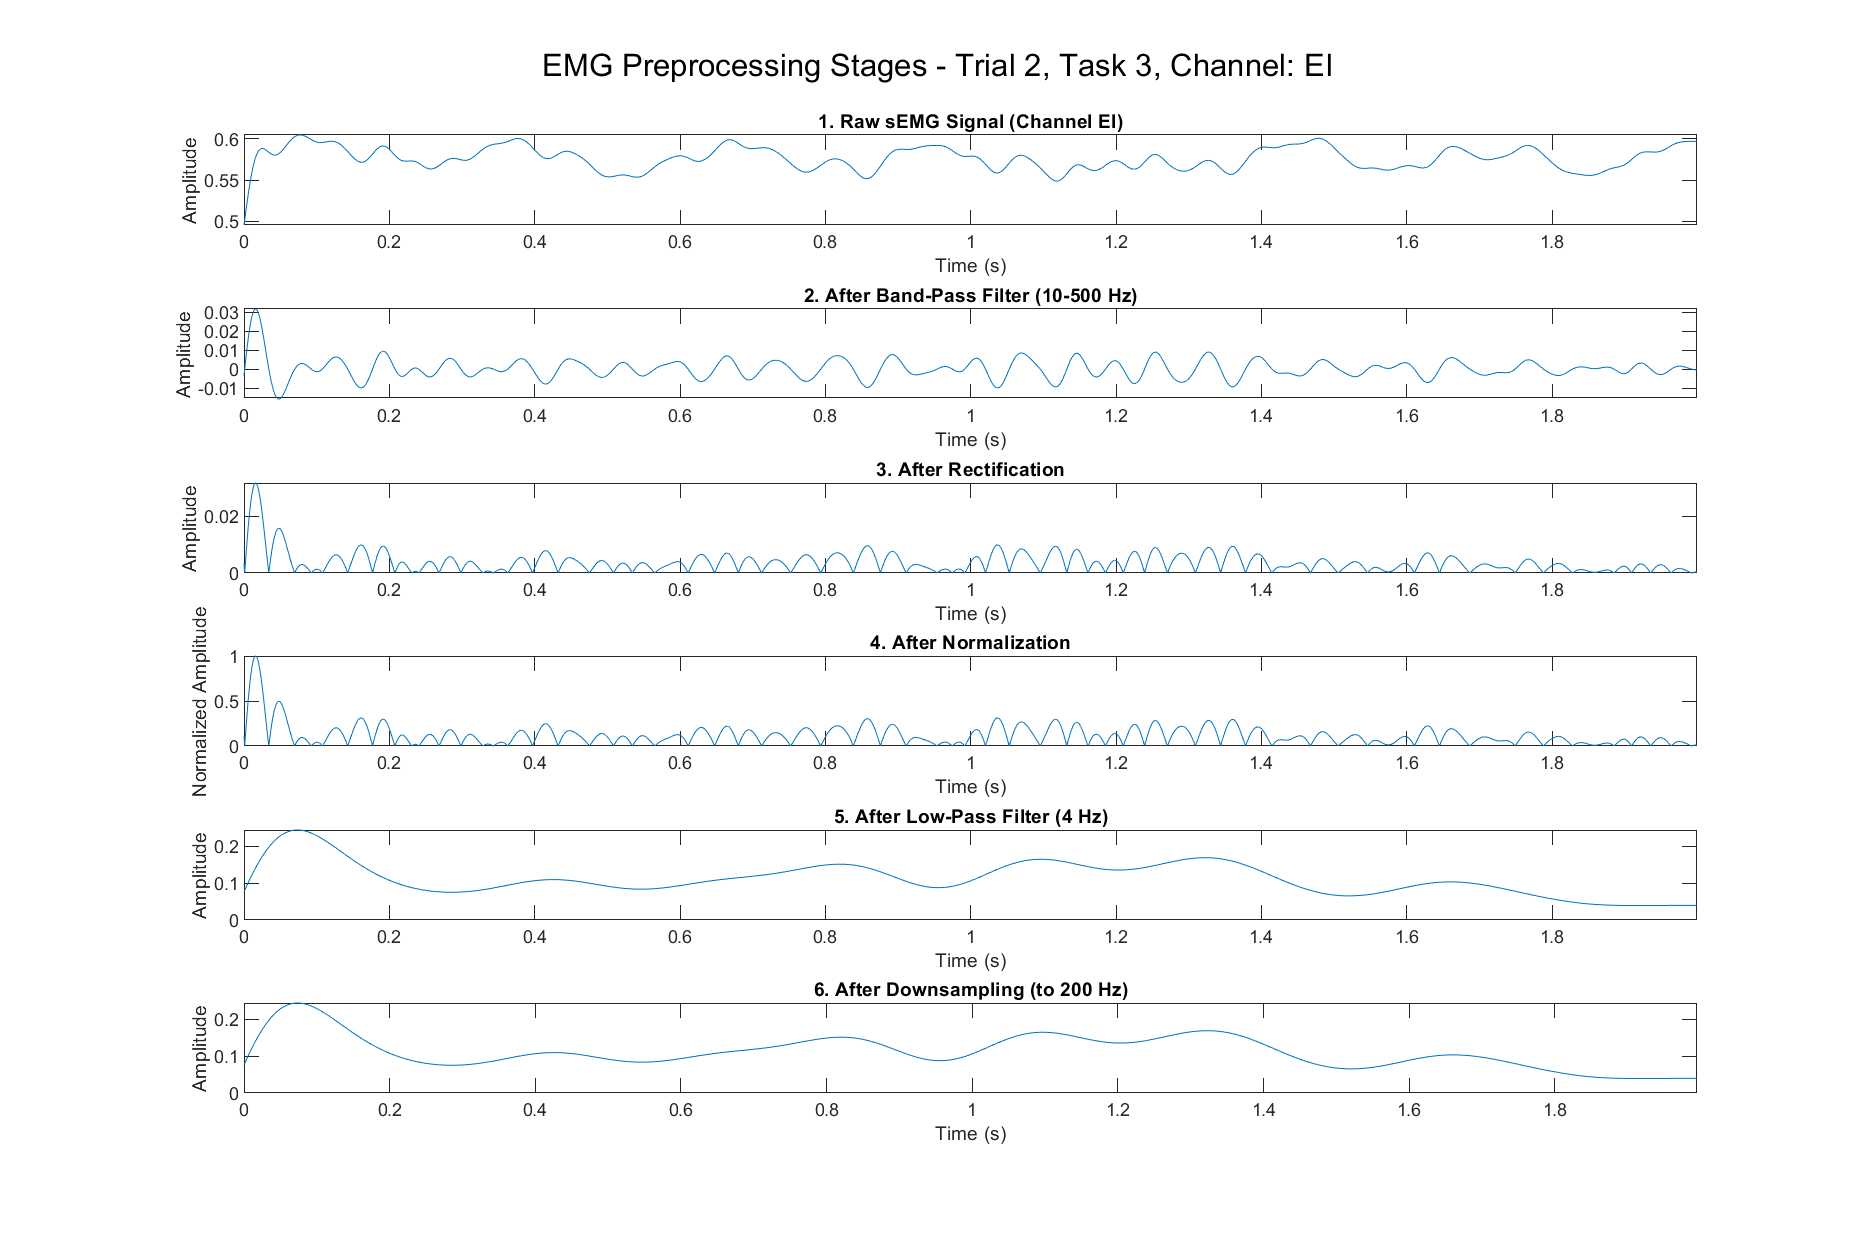 EMG Preprocessing Stages - Trial 2, Task 3, Channel: EI
1. Raw sEMG Signal (Channel EI)
Amplitude
0.6
0.55
0.5
0 0.2 0.4 0.6 0.8 1 1.2 1.4 1.6 1.8
Time (s)
2. After Band-Pass Filter (10-500 Hz)
Amplitude
0.03
0.02
0.01
0
-0.01
0 0.2 0.4 0.6 0.8 1 1.2 1.4 1.6 1.8
Time (s)
3. After Rectification
Amplitude
0.02
0
0 0.2 0.4 0.6 0.8 1 1.2 1.4 1.6 1.8
Time (s)
4. After Normalization
Normalized Amplitude
1
0.5
0
0 0.2 0.4 0.6 0.8 1 1.2 1.4 1.6 1.8
Time (s)
5. After Low-Pass Filter (4 Hz)
Amplitude
0.2
0.1
0
0 0.2 0.4 0.6 0.8 1 1.2 1.4 1.6 1.8
Time (s)
6. After Downsampling (to 200 Hz)
Amplitude
0.2
0.1
0
0 0.2 0.4 0.6 0.8 1 1.2 1.4 1.6 1.8
Time (s)